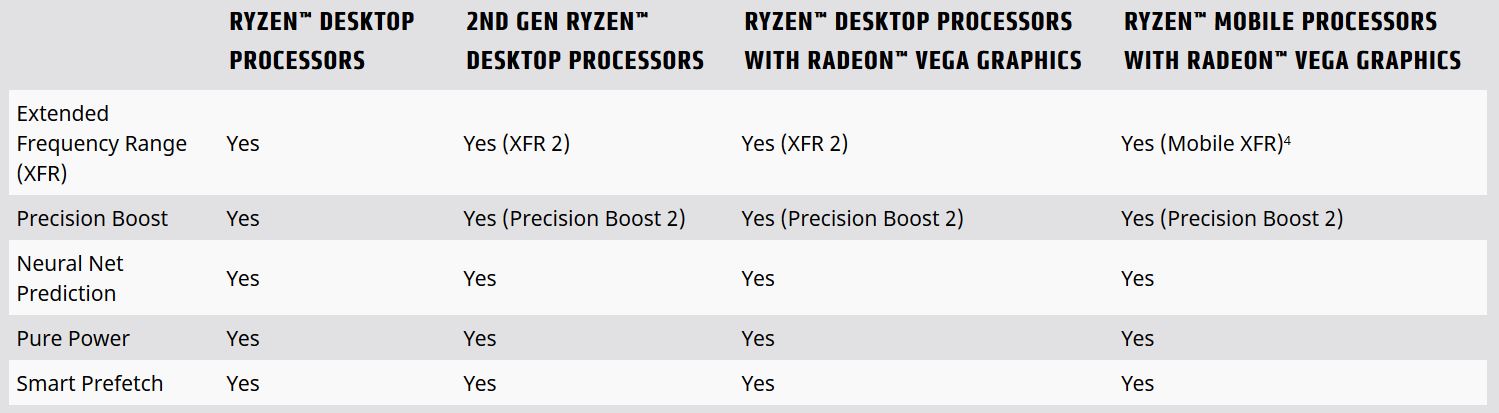 RYZEN™ DESKTOP PROCESSORS 2ND GEN RYZEN™ DESKTOP PROCESSORS RYZEN™ DESKTOP PROCESSORS WITH RADEON™ VEGA GRAPHICS RYZEN™ MOBILE PROCESSORS WITH RADEON™ VEGA GRAPHICS
Extended
Frequency Range
(XFR)
Yes Yes (XFR 2) Yes (XFR 2) Yes (Mobile XFR)⁴
Precision Boost Yes Yes (Precision Boost 2) Yes (Precision Boost 2) Yes (Precision Boost 2)
Neural Net
Prediction
Yes Yes Yes Yes
Pure Power Yes Yes Yes Yes
Smart Prefetch Yes Yes Yes Yes